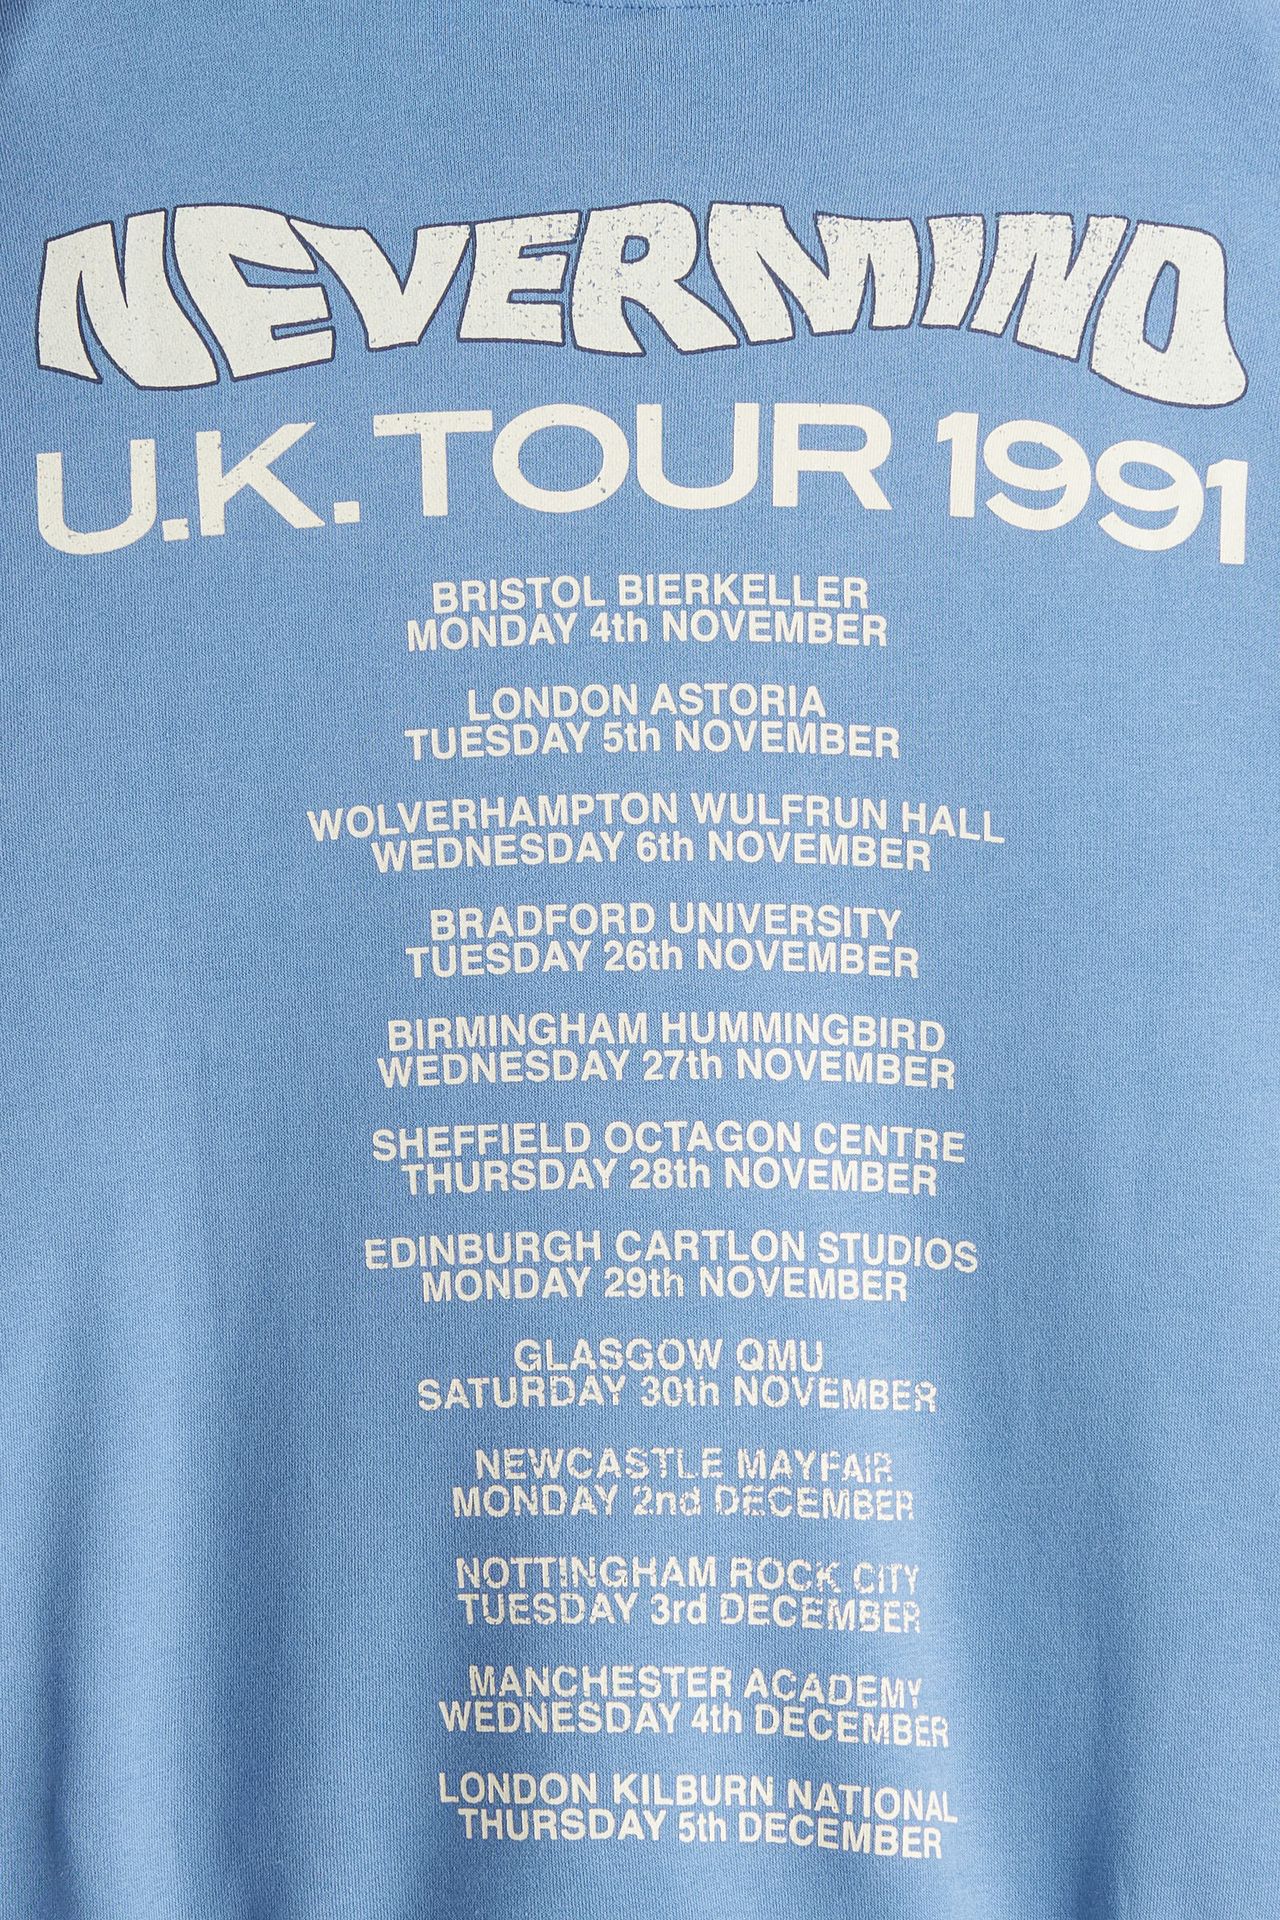 NEVERMIND
U.K. TOUR 1991
BRISTOL BIERKELLER
MONDAY 4th NOVEMBER
LONDON ASTORIA
TUESDAY 5th NOVEMBER
WOLVERHAMPTON WULFRUN HALL
WEDNESDAY 6th NOVEMBER
BRADFORD UNIVERSITY
TUESDAY 26th NOVEMBER
BIRMINGHAM HUMMINGBIRD
WEDNESDAY 27th NOVEMBER
SHEFFIELD OCTAGON CENTRE
THURSDAY 28th NOVEMBER
EDINBURGH CARTLON STUDIOS
MONDAY 29th NOVEMBER
GLASGOW QMU
SATURDAY 30th NOVEMBER
NEWCASTLE MAYFAIR
MONDAY 2nd DECEMBER
NOTTINGHAM ROCK CITY
TUESDAY 3rd DECEMBER
MANCHESTER ACADEMY
WEDNESDAY 4th DECEMBER
LONDON KILBURN NATIONAL
THURSDAY 5th DECEMBER